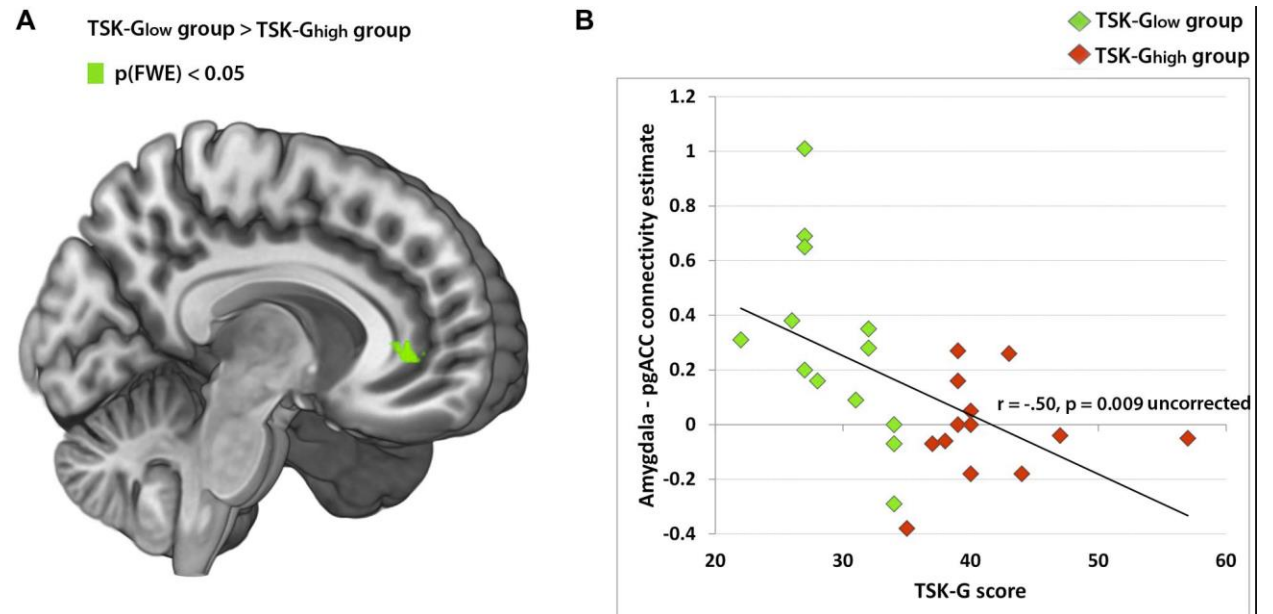 A
TSK-Glow group > TSK-Ghigh group
p(FWE) < 0.05
B
TSK-Glow group
TSK-Ghigh group
Amygdala - pgACC connectivity estimate
1.2
1
0.8
0.6
0.4
0.2
0
-0.2
-0.4
r = -.50, p = 0.009 uncorrected
20 30 40 50 60
TSK-G score